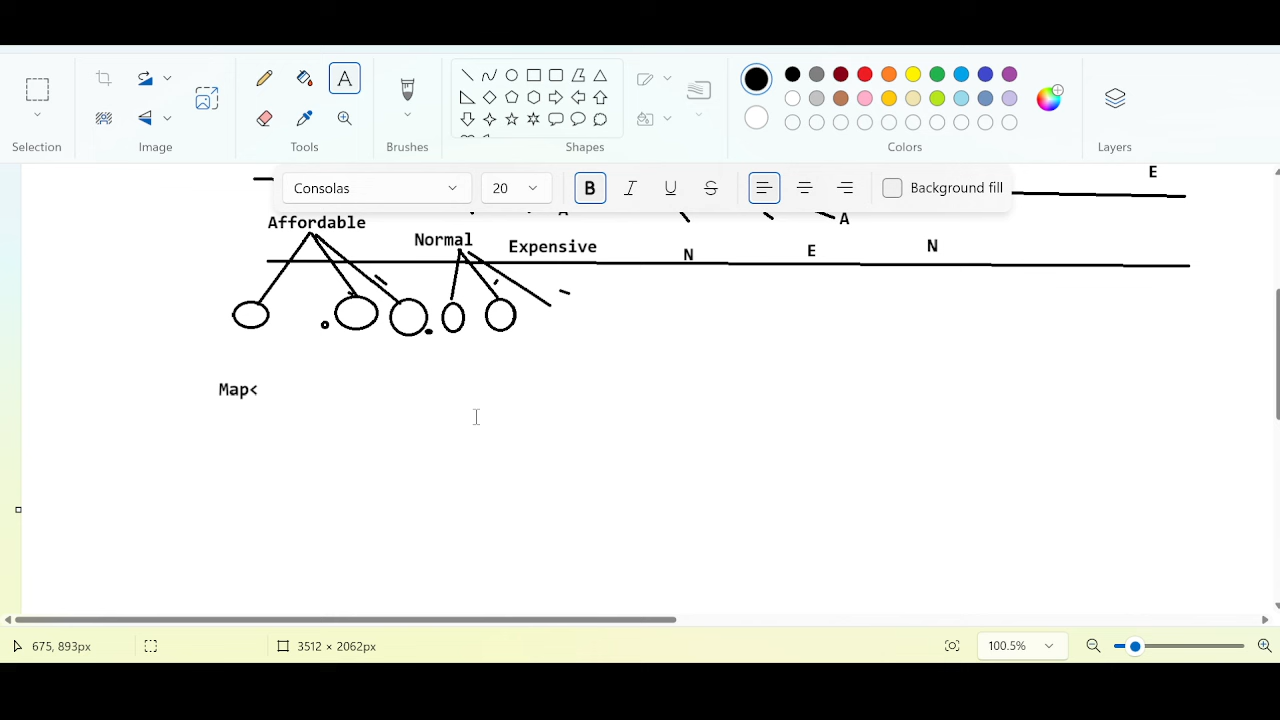 Selection
Image
Tools
Brushes
Shapes
Colors
Layers
A
Consolas
20
B
I
U
S
Background fill
E
Affordable
Normal
Expensive
A
A
N
E
N
Map<
675, 893px
3512 × 2062px
100.5%